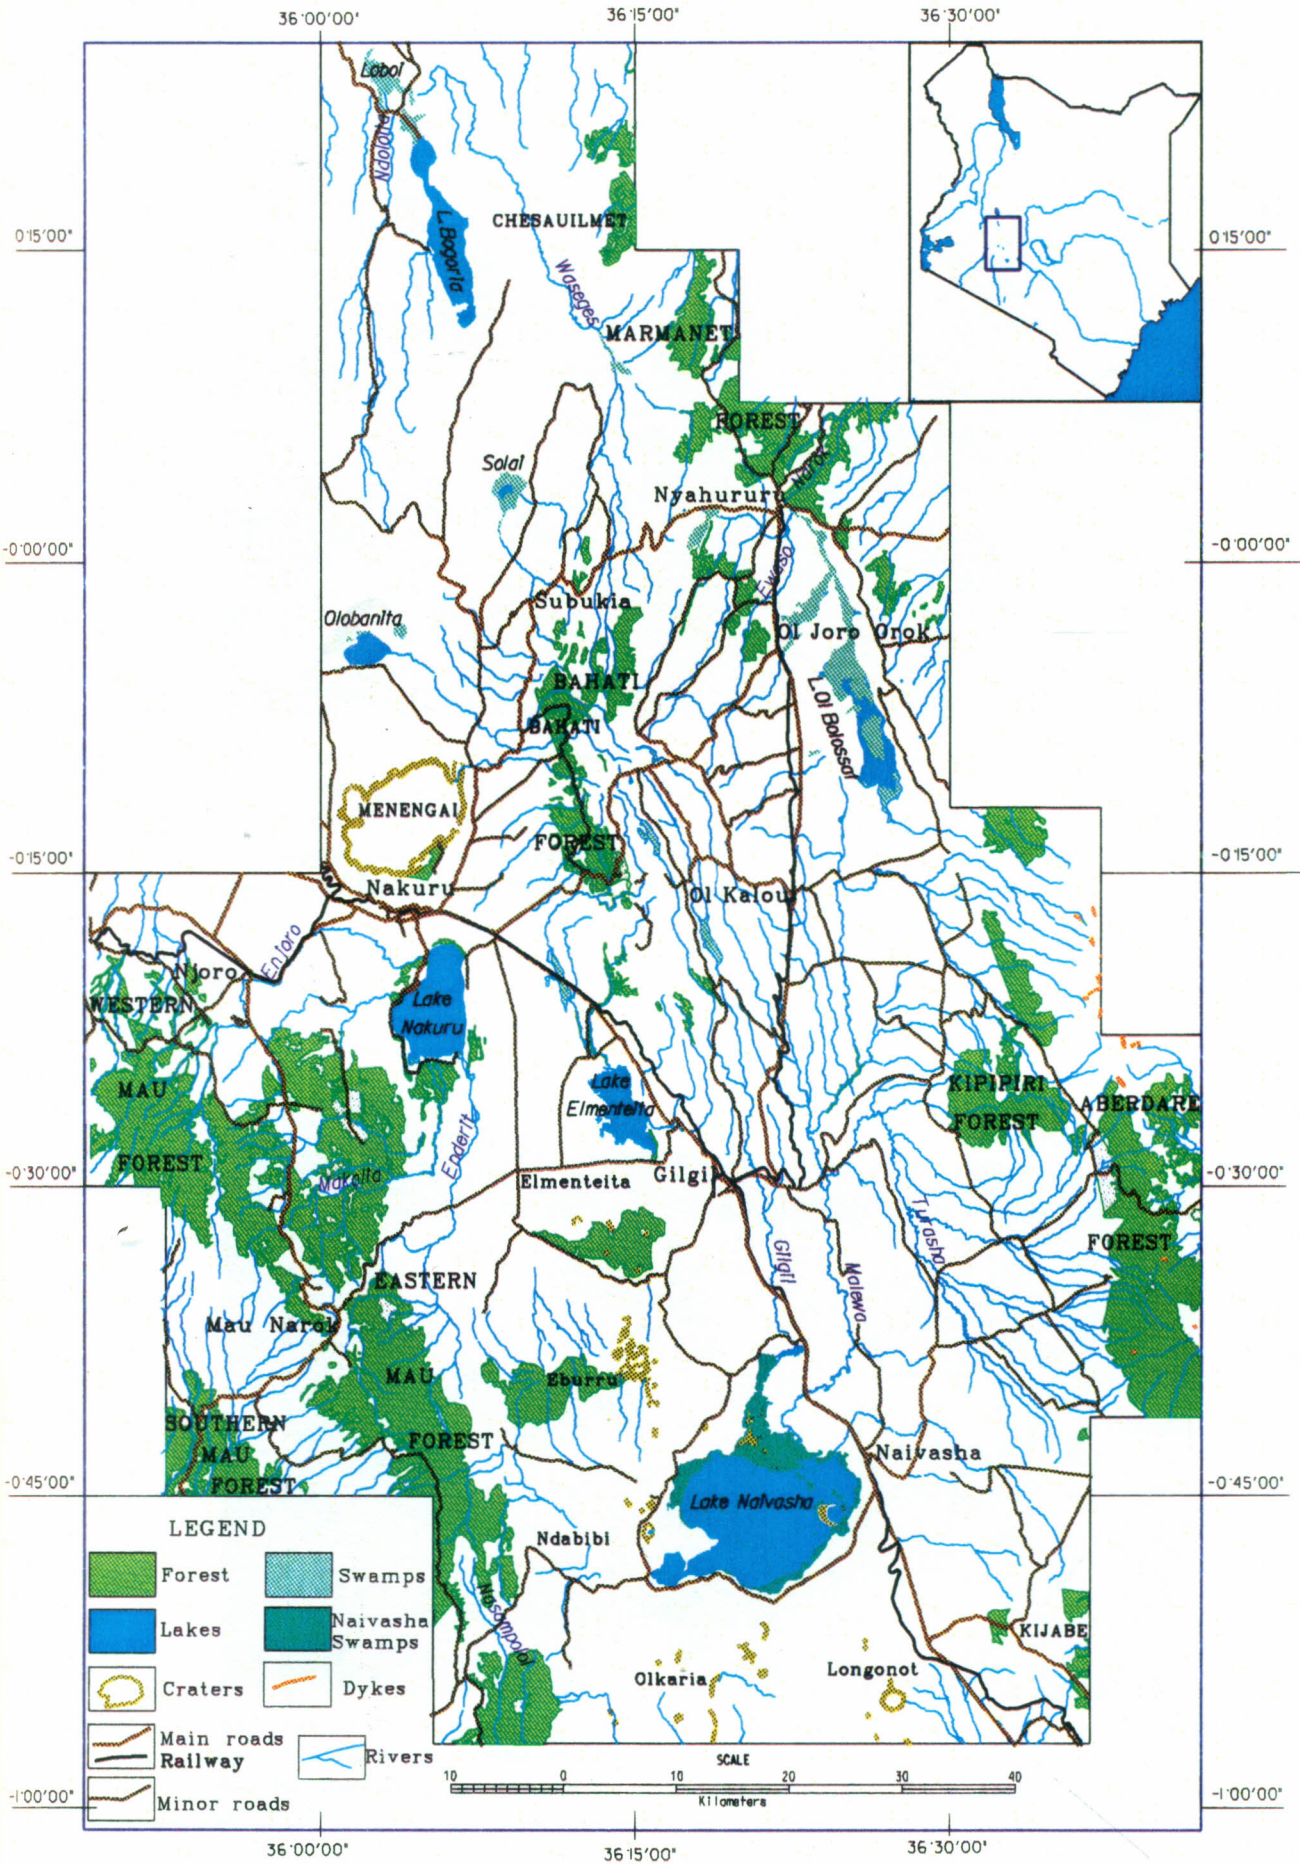 36°00'00"
36°15'00"
36°30'00"
Loboi
Ndolota
L.Bogoria
CHESAUILMET
0°15'00"
0°15'00"
Waseges
MARMANET
FOREST
Narok
Solai
Nyahururu
-0°00'00"
-0°00'00"
Ewaso
Subukia
Olobanita
Ol Joro Orok
BAHATI
L.Ol Bolossat
BAHATI
MENENGAI
FOREST
-0°15'00"
-0°15'00"
Nakuru
Ol Kalou
Enjoro
Njoro
WESTERN
Lake
Nakuru
MAU
Lake
Elmenteita
KIPIPIRI
FOREST
ABERDARE
FOREST
Enderit
Makalia
-0°30'00"
-0°30'00"
Elmenteita
Gilgil
Turasha
FOREST
Gilgil
Malewa
EASTERN
Mau Narok
MAU
Eburru
SOUTHERN
MAU
FOREST
FOREST
Naivasha
-0°45'00"
-0°45'00"
Lake Naivasha
Ndabibi
Nasampolai
KIJABE
Olkaria
Longonot
LEGEND
Forest
Swamps
Lakes
Naivasha
Swamps
Craters
Dykes
Main roads
Railway
Rivers
Minor roads
SCALE
10 0 10 20 30 40
Kilometers
-1°00'00"
-1°00'00"
36°00'00"
36°15'00"
36°30'00"